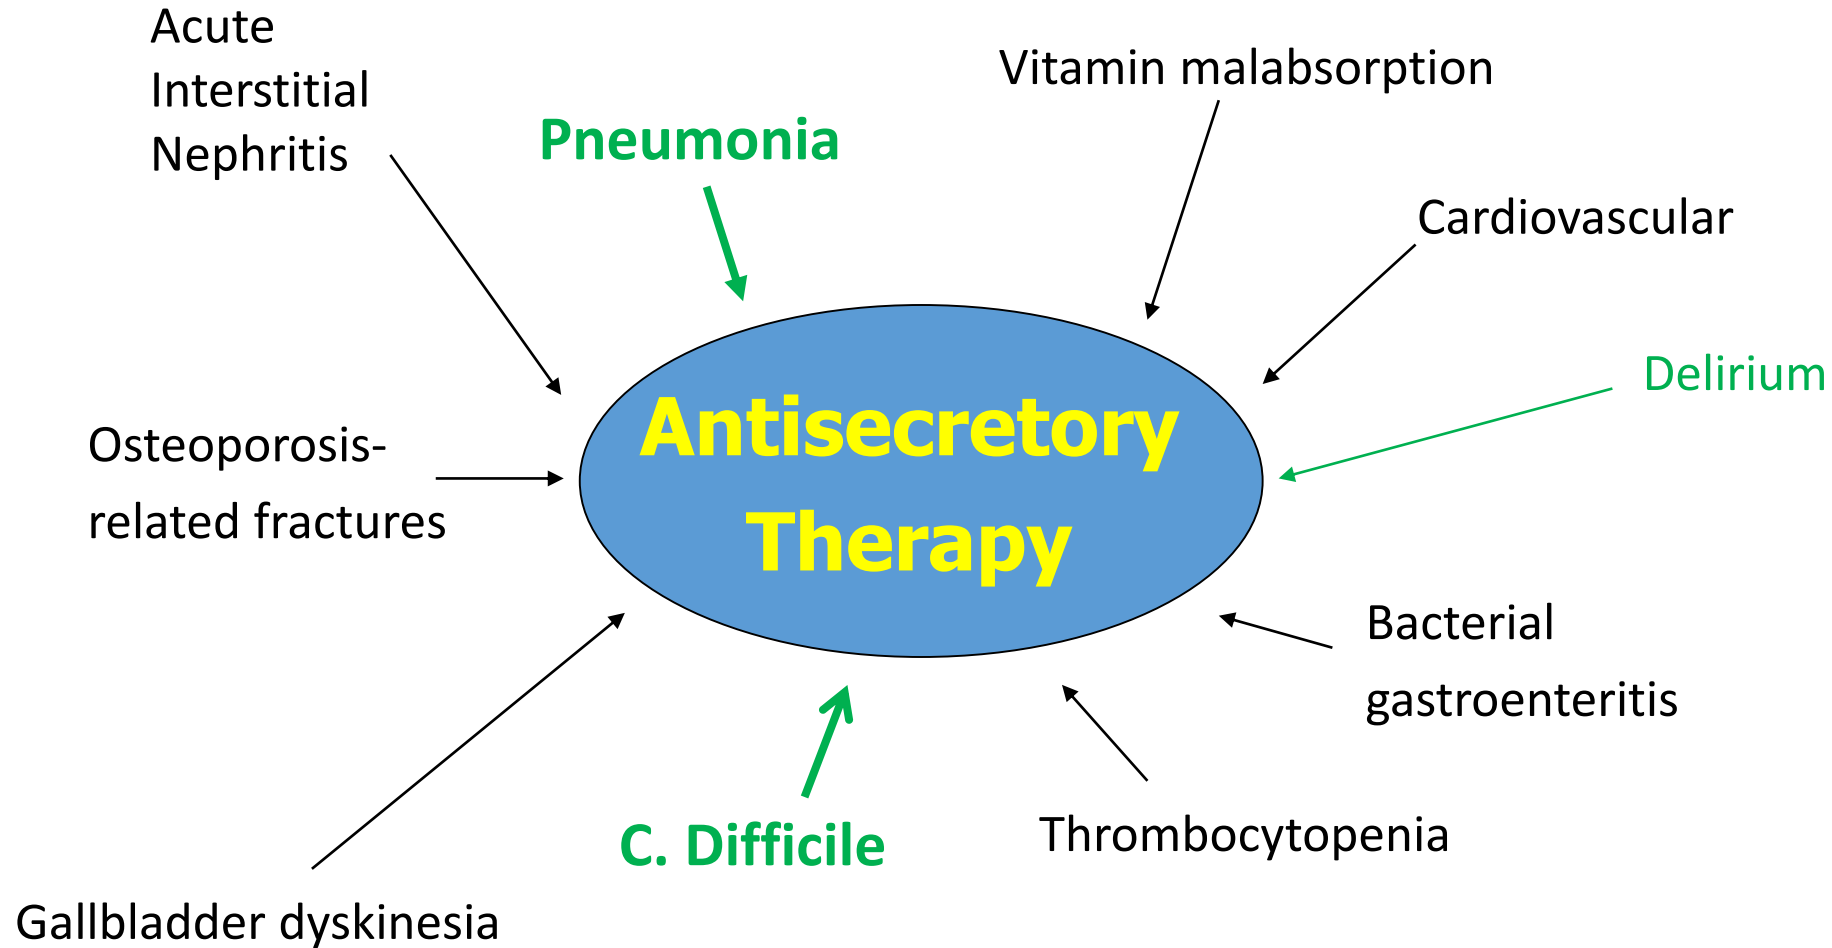 Acute
Interstitial
Nephritis
Pneumonia
Vitamin malabsorption
Cardiovascular
Delirium
Antisecretory
Therapy
Osteoporosis-
related fractures
Bacterial
gastroenteritis
Thrombocytopenia
C. Difficile
Gallbladder dyskinesia